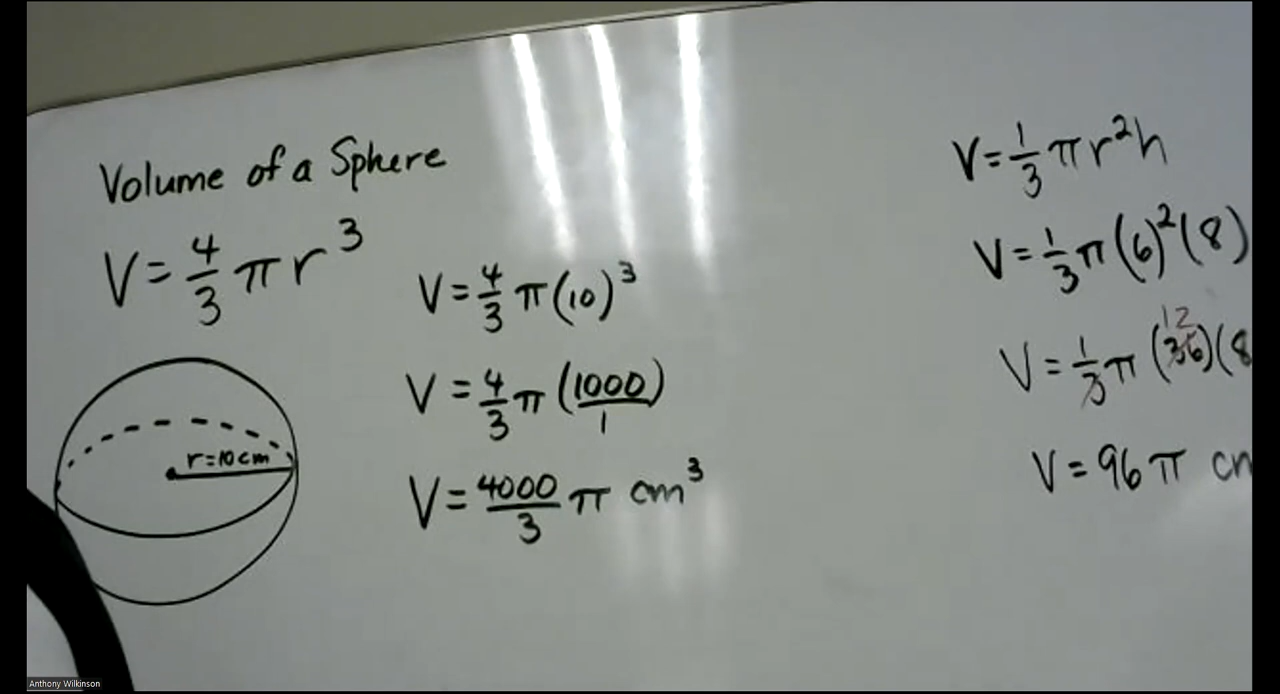 Volume of a Sphere
V = 4/3 π r³
r=10cm
V = 4/3 π (10)³
V = 4/3 π (1000/1)
V = 4000/3 π cm³
V = 1/3 π r²h
V = 1/3 π (6)² (8)
12
V = 1/3 π (36)(8
V = 96 π cm
Anthony Wilkinson